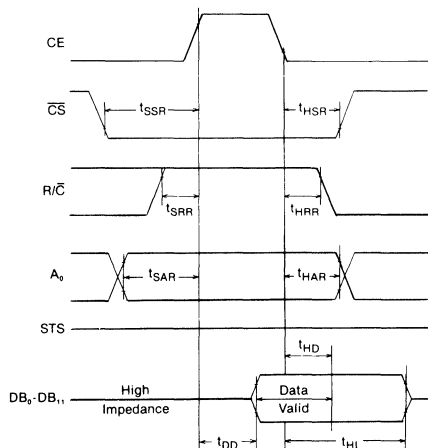 CE
CS
tSSR
tHSR
R/C
tSRR
tHRR
A0
tSAR
tHAR
STS
tHD
DB0-DB11
High
Impedance
Data
Valid
tDD
tHL